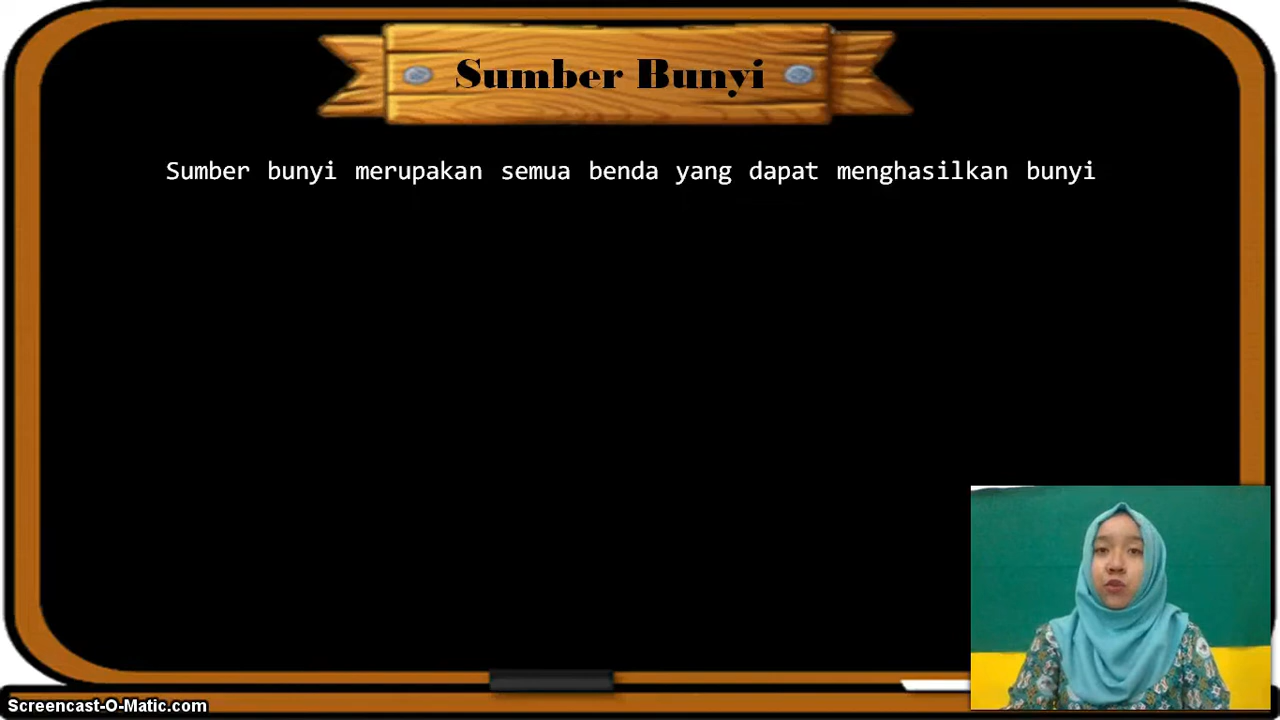 Sumber Bunyi
Sumber bunyi merupakan semua benda yang dapat menghasilkan bunyi
Screencast-O-Matic.com